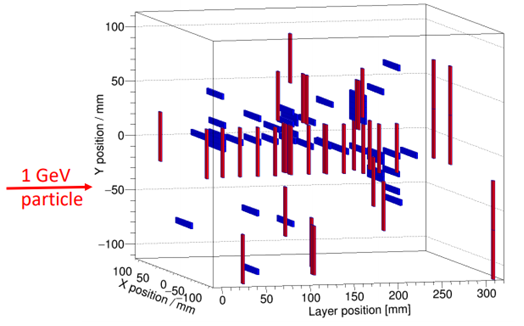 100
50
0
−50
−100
Y position / mm
1 GeV
particle
100 50 0 −50 −100
X position / mm
0 50 100 150 200 250 300
Layer position [mm]